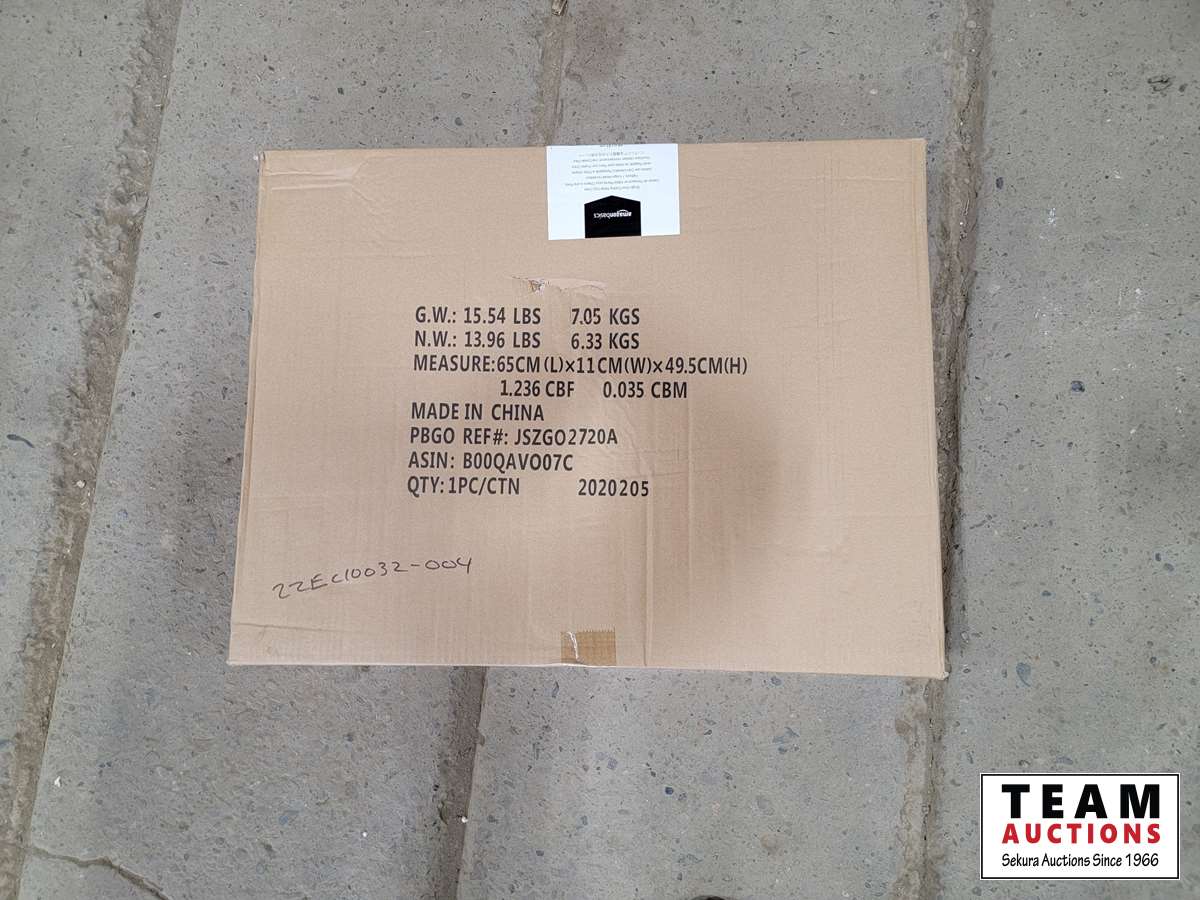 amazonbasics
G.W.: 15.54 LBS 7.05 KGS
N.W.: 13.96 LBS 6.33 KGS
MEASURE:65CM(L)×11CM(W)×49.5CM(H)
1.236 CBF 0.035 CBM
MADE IN CHINA
PBGO REF#: JSZGO2720A
ASIN: B00QAVO07C
QTY:1PC/CTN 2020205
22EC10032-004
TEAM
AUCTIONS
Sekura Auctions Since 1966